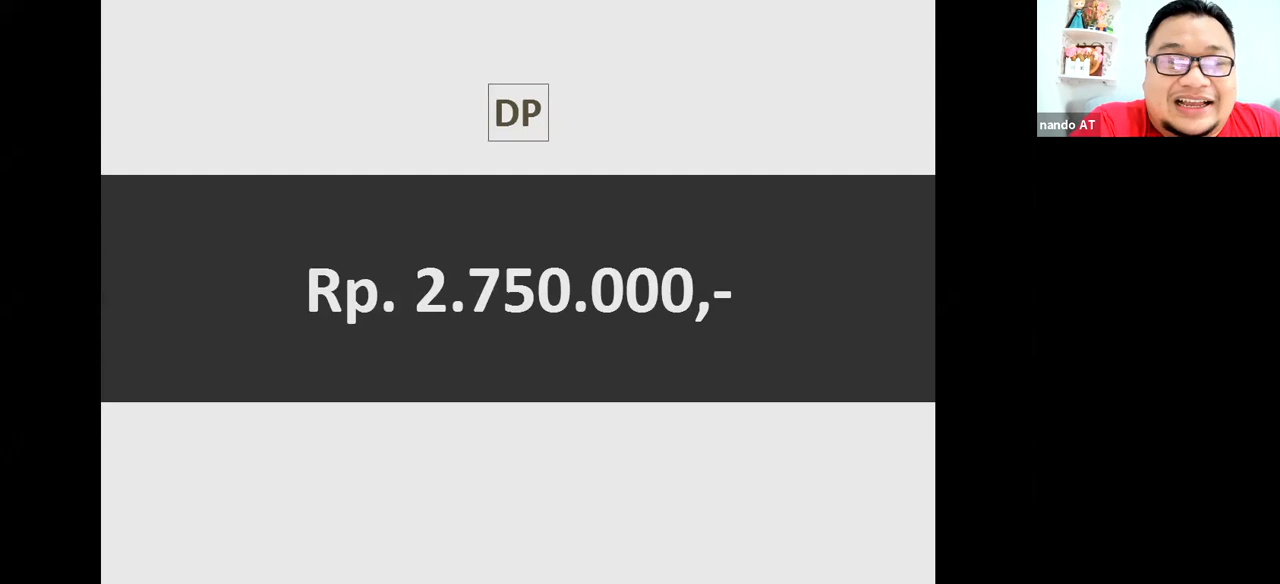 DP
Rp. 2.750.000,-
nando AT